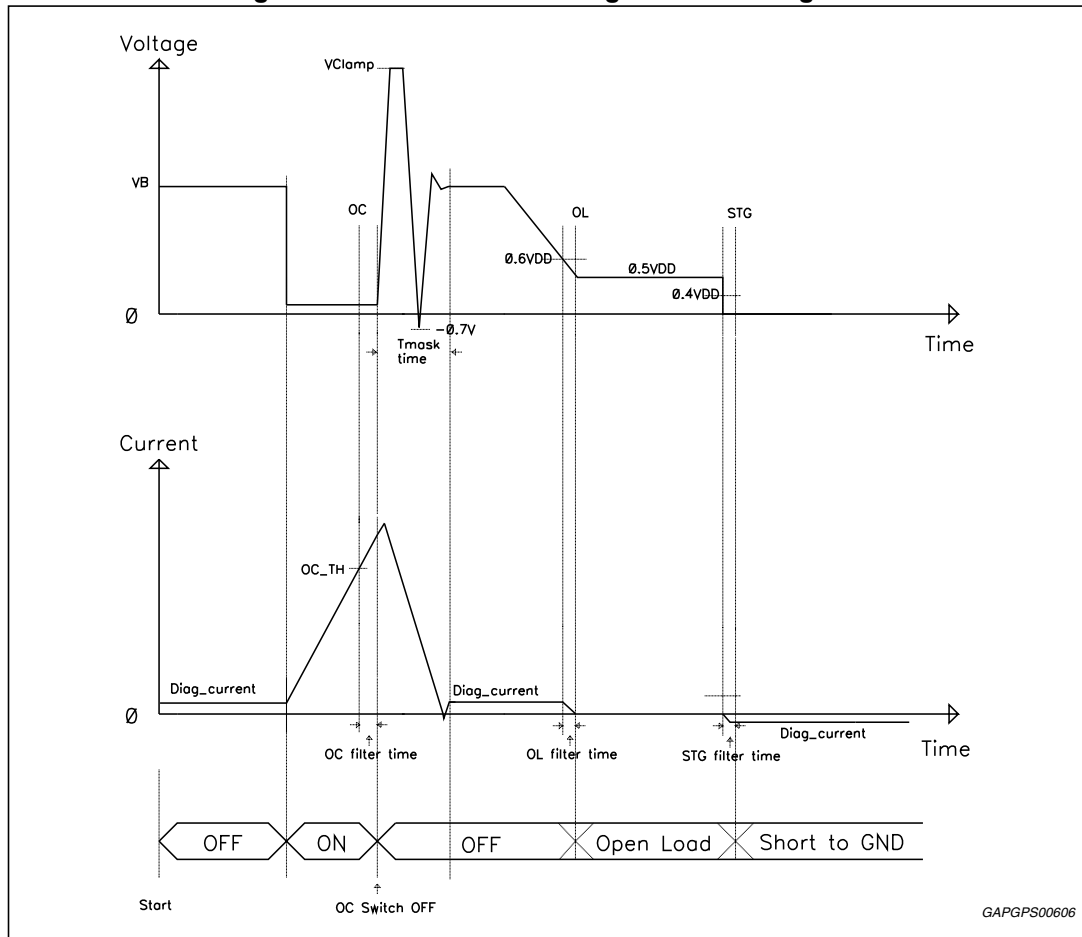 Voltage
VClamp
VB
OC
OL
STG
0.6VDD
0.5VDD
0.4VDD
Ø
-0.7V
Tmask
time
Time
Current
OC_TH
Diag_current
Diag_current
Ø
Diag_current
OC filter time
OL filter time
STG filter time
Time
OFF
ON
OFF
Open Load
Short to GND
Start
OC Switch OFF
GAPGPS00606